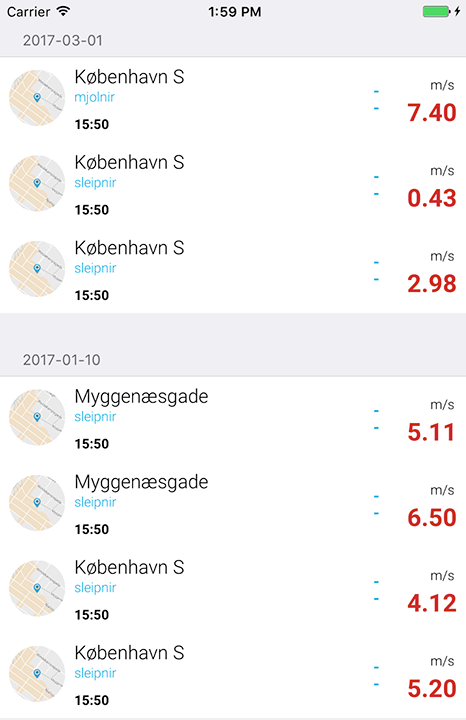 Carrier 1:59 PM
2017-03-01
København S
mjolnir
15:50
- -
m/s
7.40
København S
sleipnir
15:50
- -
m/s
0.43
København S
sleipnir
15:50
- -
m/s
2.98
2017-01-10
Myggenæsgade
sleipnir
15:50
- -
m/s
5.11
Myggenæsgade
sleipnir
15:50
- -
m/s
6.50
København S
sleipnir
15:50
- -
m/s
4.12
København S
sleipnir
15:50
- -
m/s
5.20